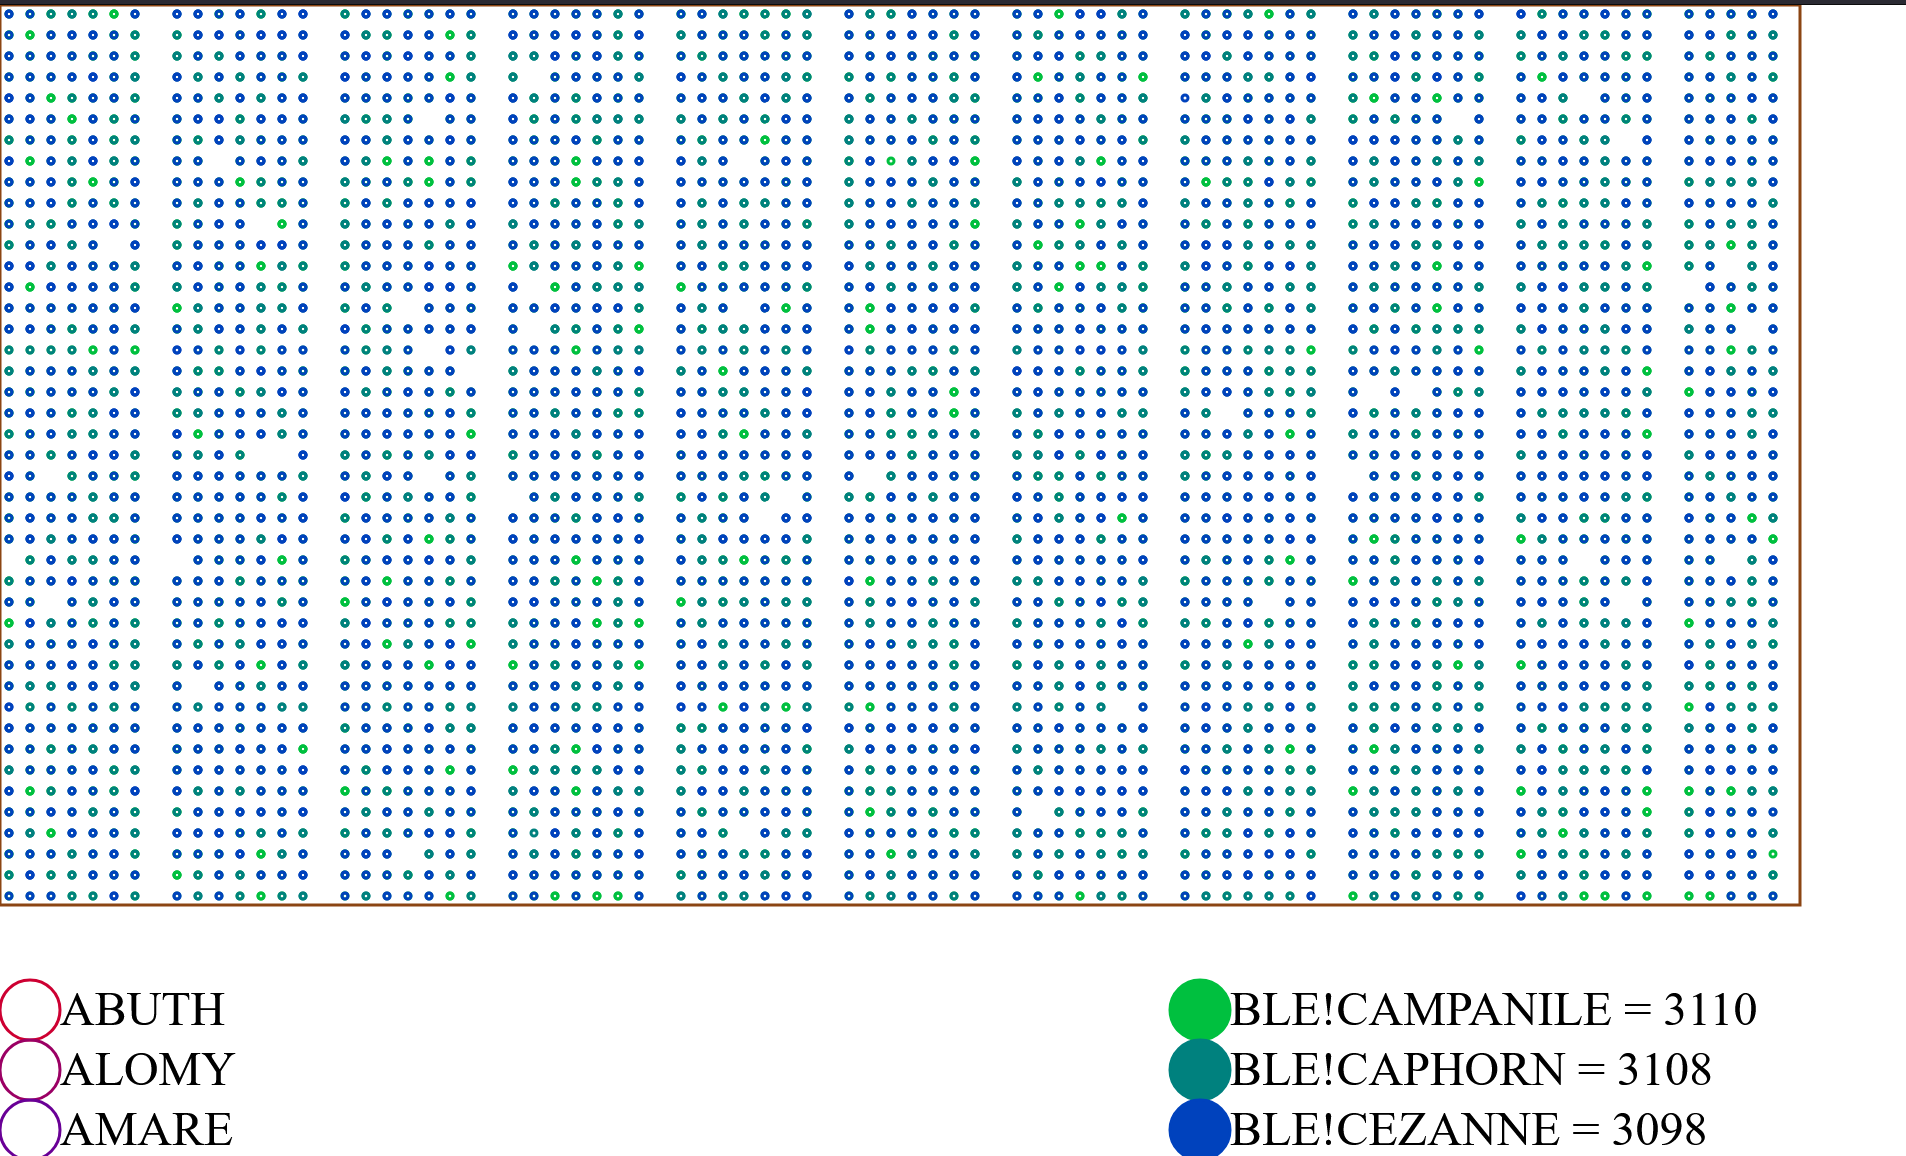 ABUTH
ALOMY
AMARE
BLE!CAMPANILE = 3110
BLE!CAPHORN = 3108
BLE!CEZANNE = 3098